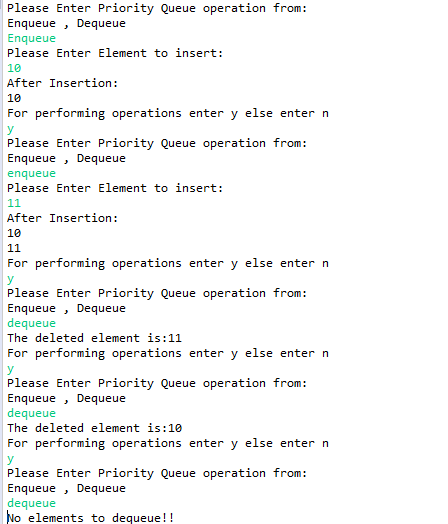 Please Enter Priority Queue operation from:
Enqueue , Dequeue
Enqueue
Please Enter Element to insert:
10
After Insertion:
10
For performing operations enter y else enter n
y
Please Enter Priority Queue operation from:
Enqueue , Dequeue
enqueue
Please Enter Element to insert:
11
After Insertion:
10
11
For performing operations enter y else enter n
y
Please Enter Priority Queue operation from:
Enqueue , Dequeue
dequeue
The deleted element is:11
For performing operations enter y else enter n
y
Please Enter Priority Queue operation from:
Enqueue , Dequeue
dequeue
The deleted element is:10
For performing operations enter y else enter n
y
Please Enter Priority Queue operation from:
Enqueue , Dequeue
dequeue
No elements to dequeue!!